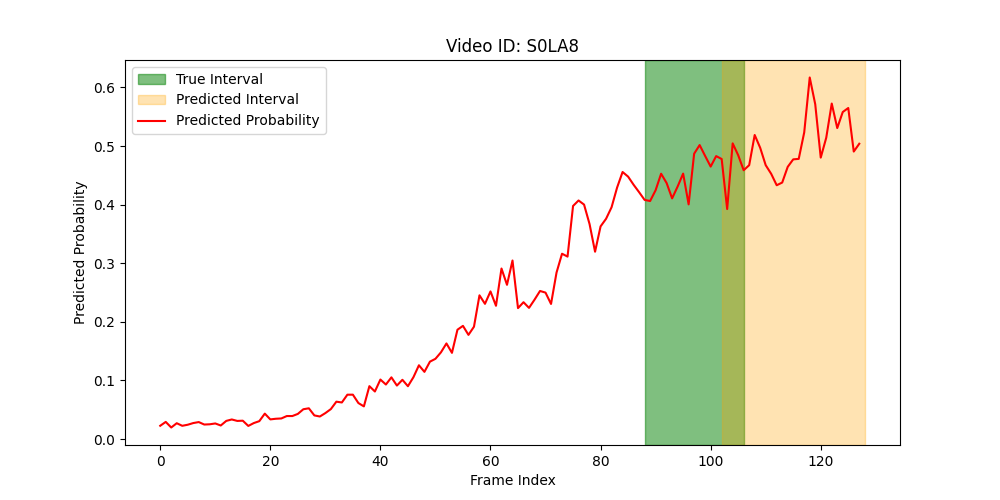 Video ID: S0LA8
True Interval
Predicted Interval
Predicted Probability
Predicted Probability
0.6
0.5
0.4
0.3
0.2
0.1
0.0
0 20 40 60 80 100 120
Frame Index